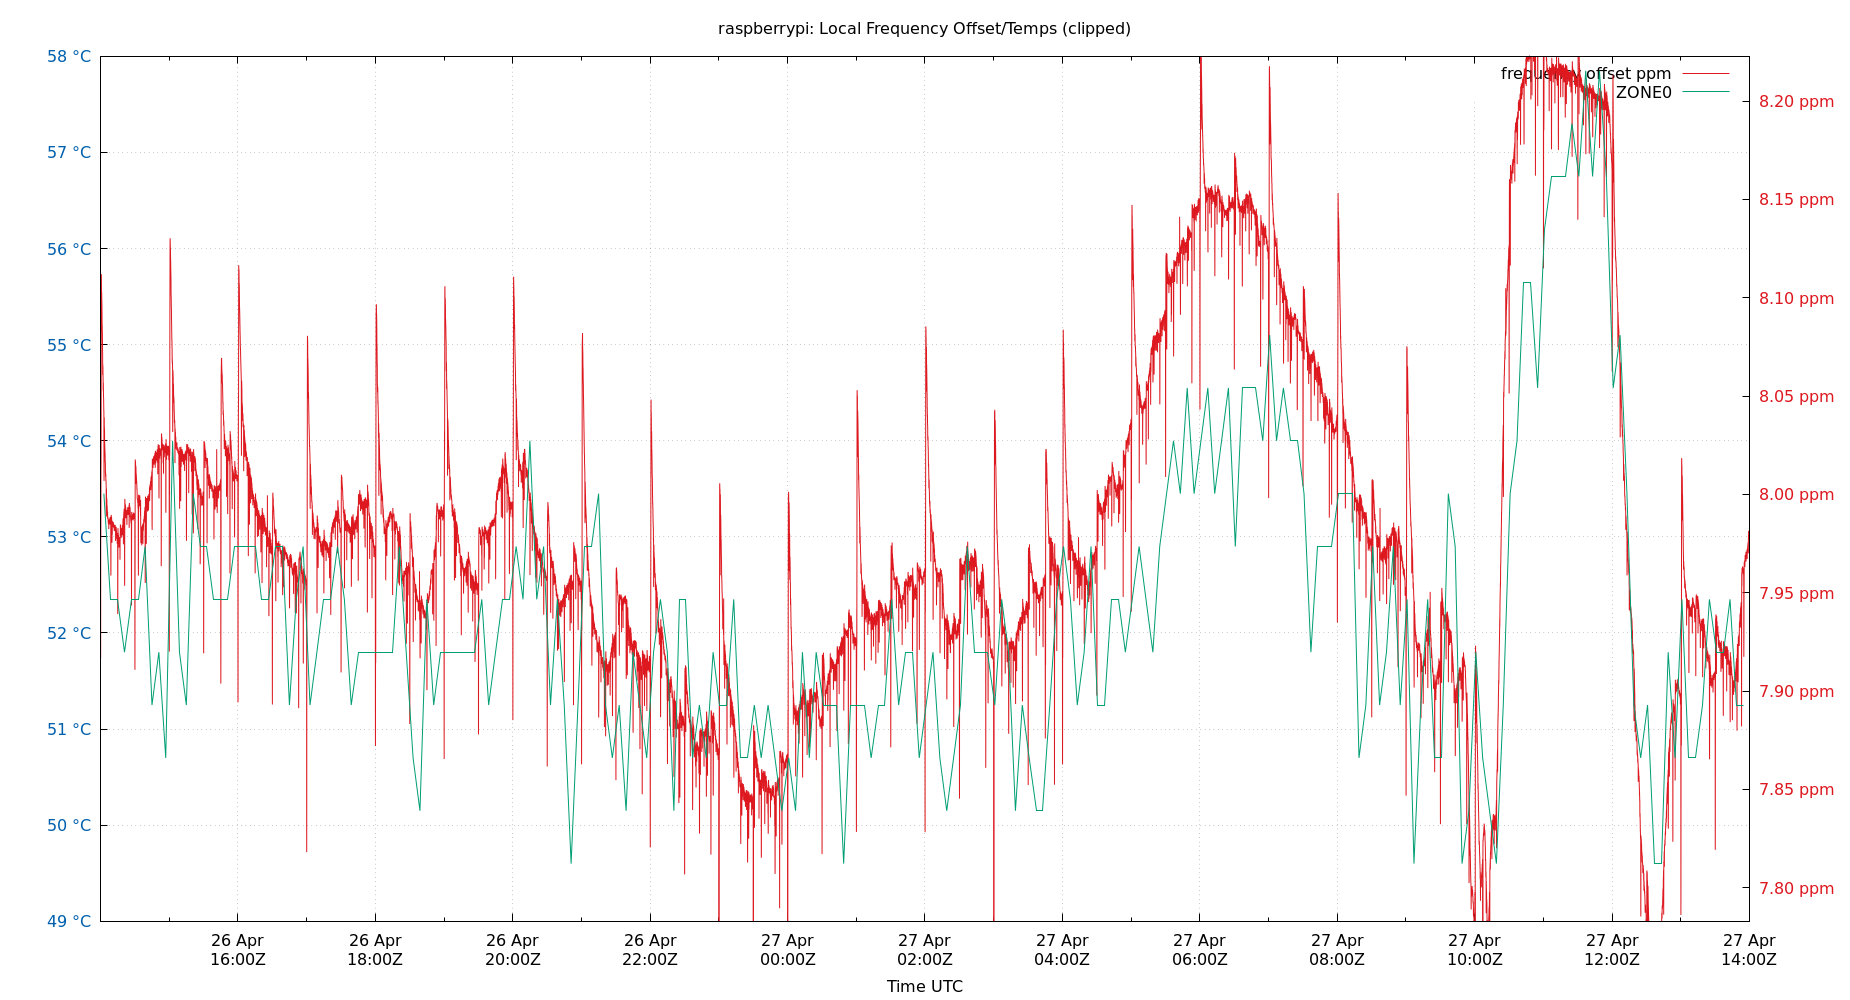 raspberrypi: Local Frequency Offset/Temps (clipped)
58 °C
57 °C
56 °C
55 °C
54 °C
53 °C
52 °C
51 °C
50 °C
49 °C
frequency offset ppm
ZONE0
8.20 ppm
8.15 ppm
8.10 ppm
8.05 ppm
8.00 ppm
7.95 ppm
7.90 ppm
7.85 ppm
7.80 ppm
26 Apr
16:00Z
26 Apr
18:00Z
26 Apr
20:00Z
26 Apr
22:00Z
27 Apr
00:00Z
27 Apr
02:00Z
27 Apr
04:00Z
27 Apr
06:00Z
27 Apr
08:00Z
27 Apr
10:00Z
27 Apr
12:00Z
27 Apr
14:00Z
Time UTC